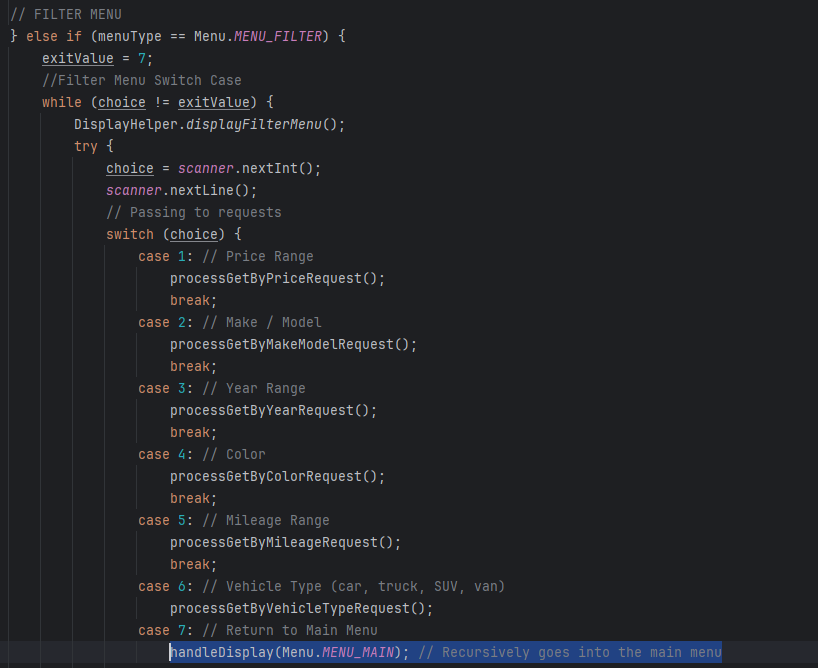 // FILTER MENU
} else if (menuType == Menu.MENU_FILTER) {
exitValue = 7;
//Filter Menu Switch Case
while (choice != exitValue) {
DisplayHelper.displayFilterMenu();
try {
choice = scanner.nextInt();
scanner.nextLine();
// Passing to requests
switch (choice) {
case 1: // Price Range
processGetByPriceRequest();
break;
case 2: // Make / Model
processGetByMakeModelRequest();
break;
case 3: // Year Range
processGetByYearRequest();
break;
case 4: // Color
processGetByColorRequest();
break;
case 5: // Mileage Range
processGetByMileageRequest();
break;
case 6: // Vehicle Type (car, truck, SUV, van)
processGetByVehicleTypeRequest();
case 7: // Return to Main Menu
handleDisplay(Menu.MENU_MAIN); // Recursively goes into the main menu